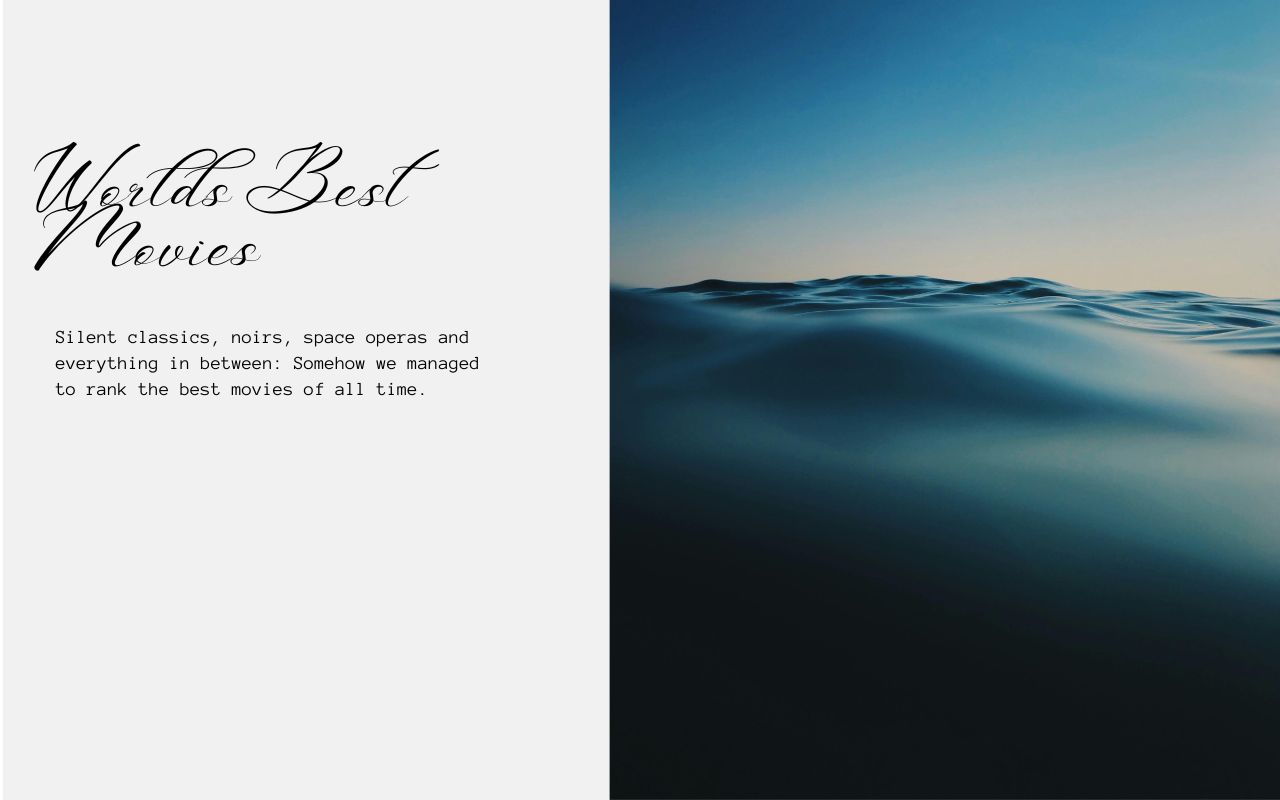 Worlds Best
Movies
Silent classics, noirs, space operas and
everything in between: Somehow we managed
to rank the best movies of all time.